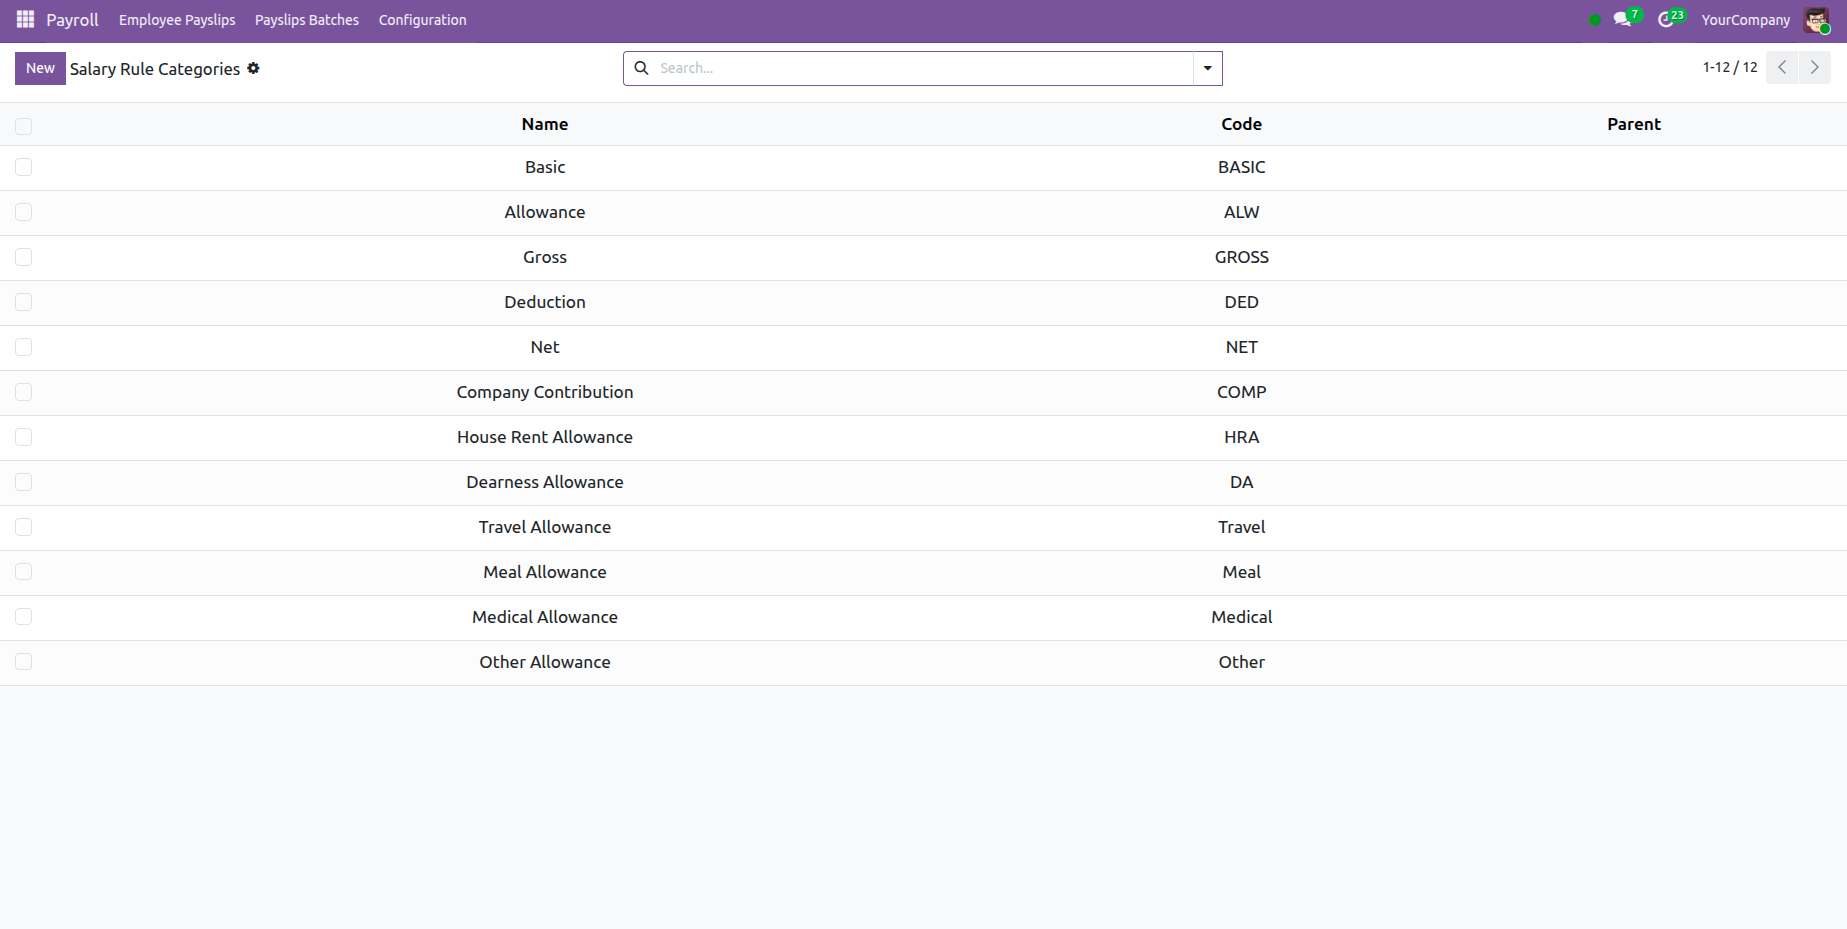 Payroll Employee Payslips Payslips Batches Configuration 7 23 YourCompany
New Salary Rule Categories Search... 1-12 / 12
Name Code Parent
Basic BASIC
Allowance ALW
Gross GROSS
Deduction DED
Net NET
Company Contribution COMP
House Rent Allowance HRA
Dearness Allowance DA
Travel Allowance Travel
Meal Allowance Meal
Medical Allowance Medical
Other Allowance Other